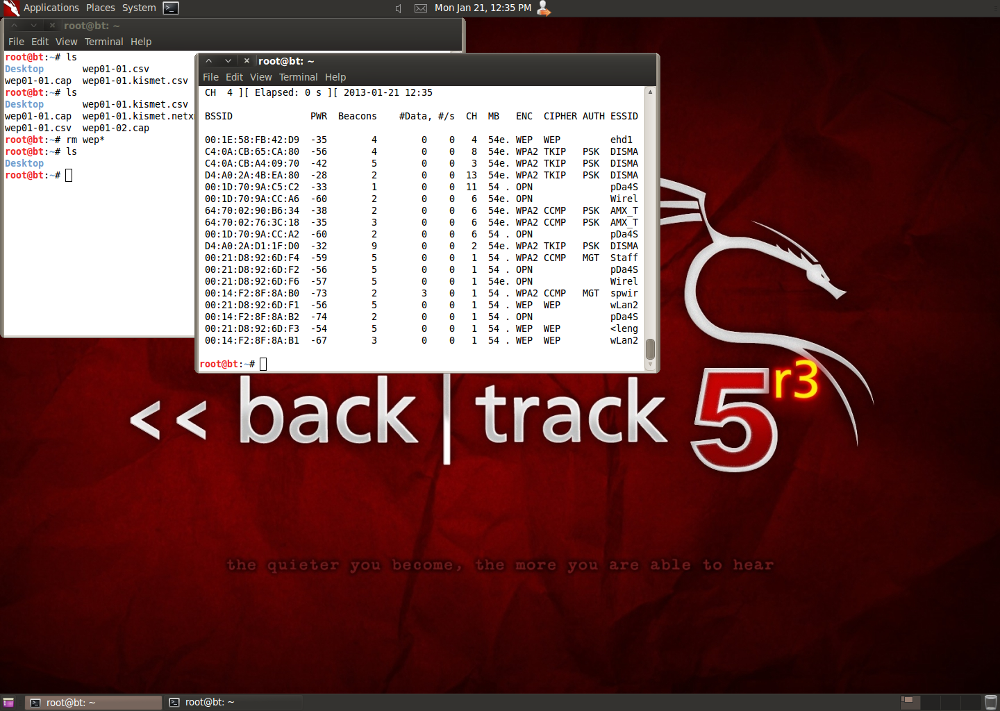 Applications Places System Mon Jan 21, 12:35 PM
root@bt: ~
File Edit View Terminal Help
root@bt:~# ls
Desktop wep01-01.csv
wep01-01.cap wep01-01.kismet.csv
root@bt:~# ls
Desktop wep01-01.kismet.csv
wep01-01.cap wep01-01.kismet.netx
wep01-01.csv wep01-02.cap
root@bt:~# rm wep*
root@bt:~# ls
Desktop
root@bt:~#
root@bt: ~
File Edit View Terminal Help
CH 4 ][ Elapsed: 0 s ][ 2013-01-21 12:35
BSSID PWR Beacons #Data, #/s CH MB ENC CIPHER AUTH ESSID
00:1E:58:FB:42:D9 -35 4 0 0 4 54e. WEP WEP ehd1
C4:0A:CB:65:CA:80 -56 4 0 0 8 54e. WPA2 TKIP PSK DISMA
C4:0A:CB:A4:09:70 -42 5 0 0 3 54e. WPA2 TKIP PSK DISMA
D4:A0:2A:4B:EA:80 -28 2 0 0 13 54e. WPA2 TKIP PSK DISMA
00:1D:70:9A:C5:C2 -33 1 0 0 11 54 . OPN pDa4S
00:1D:70:9A:CC:A6 -60 2 0 0 6 54e. OPN Wirel
64:70:02:90:B6:34 -38 2 0 0 6 54e. WPA2 CCMP PSK AMX_T
64:70:02:76:3C:18 -35 3 0 0 6 54e. WPA2 CCMP PSK AMX_T
00:1D:70:9A:CC:A2 -60 2 0 0 6 54 . OPN pDa4S
D4:A0:2A:D1:1F:D0 -32 9 0 0 2 54e. WPA2 TKIP PSK DISMA
00:21:D8:92:6D:F4 -59 5 0 0 1 54 . WPA2 CCMP MGT Staff
00:21:D8:92:6D:F2 -56 5 0 0 1 54 . OPN pDa4S
00:21:D8:92:6D:F6 -57 5 0 0 1 54e. OPN Wirel
00:14:F2:8F:8A:B0 -73 2 3 0 1 54 . WPA2 CCMP MGT spwir
00:21:D8:92:6D:F1 -56 5 0 0 1 54 . WEP WEP wLan2
00:14:F2:8F:8A:B2 -74 2 0 0 1 54 . OPN pDa4S
00:21:D8:92:6D:F3 -54 5 0 0 1 54 . WEP WEP <leng
00:14:F2:8F:8A:B1 -67 3 0 0 1 54 . WEP WEP wLan2
root@bt:~#
<< back | track 5 r3
the quieter you become, the more you are able to hear
root@bt: ~ root@bt: ~